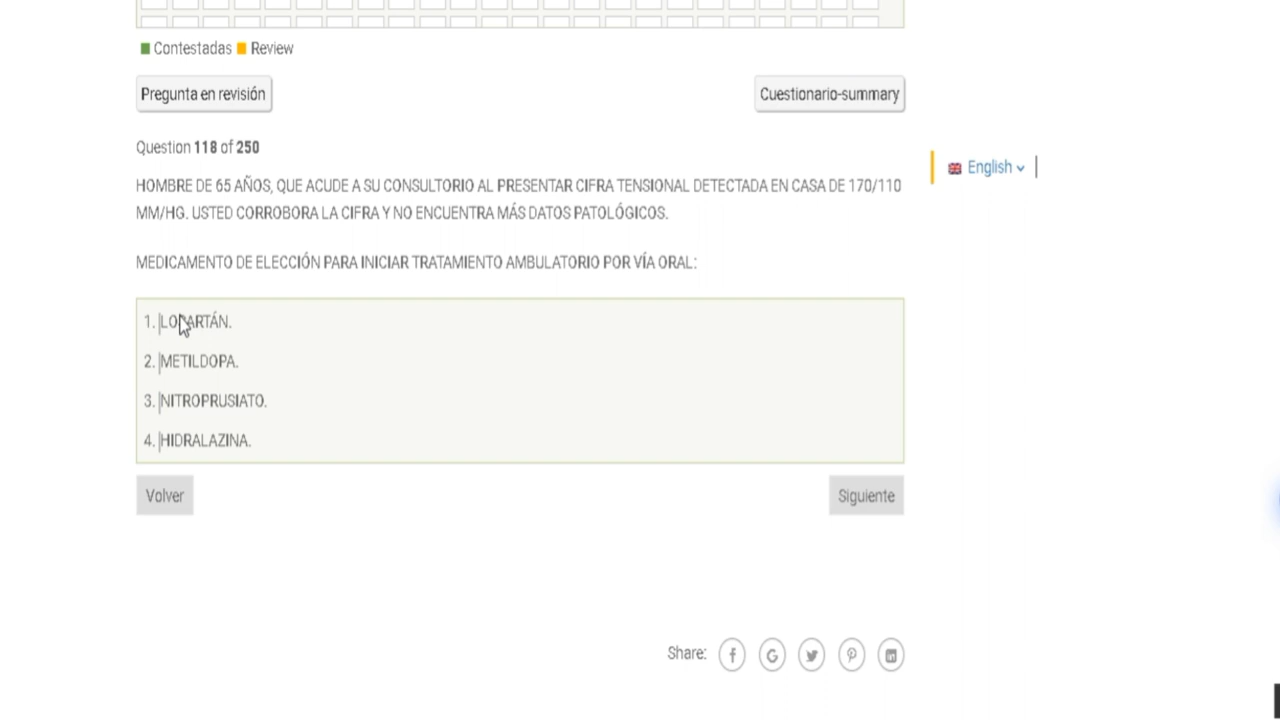 Contestadas Review
Pregunta en revisión
Cuestionario-summary
Question 118 of 250
English
HOMBRE DE 65 AÑOS, QUE ACUDE A SU CONSULTORIO AL PRESENTAR CIFRA TENSIONAL DETECTADA EN CASA DE 170/110
MM/HG. USTED CORROBORA LA CIFRA Y NO ENCUENTRA MÁS DATOS PATOLÓGICOS.
MEDICAMENTO DE ELECCIÓN PARA INICIAR TRATAMIENTO AMBULATORIO POR VÍA ORAL:
1. LOSARTÁN.
2. METILDOPA.
3. NITROPRUSIATO.
4. HIDRALAZINA.
Volver
Siguiente
Share: